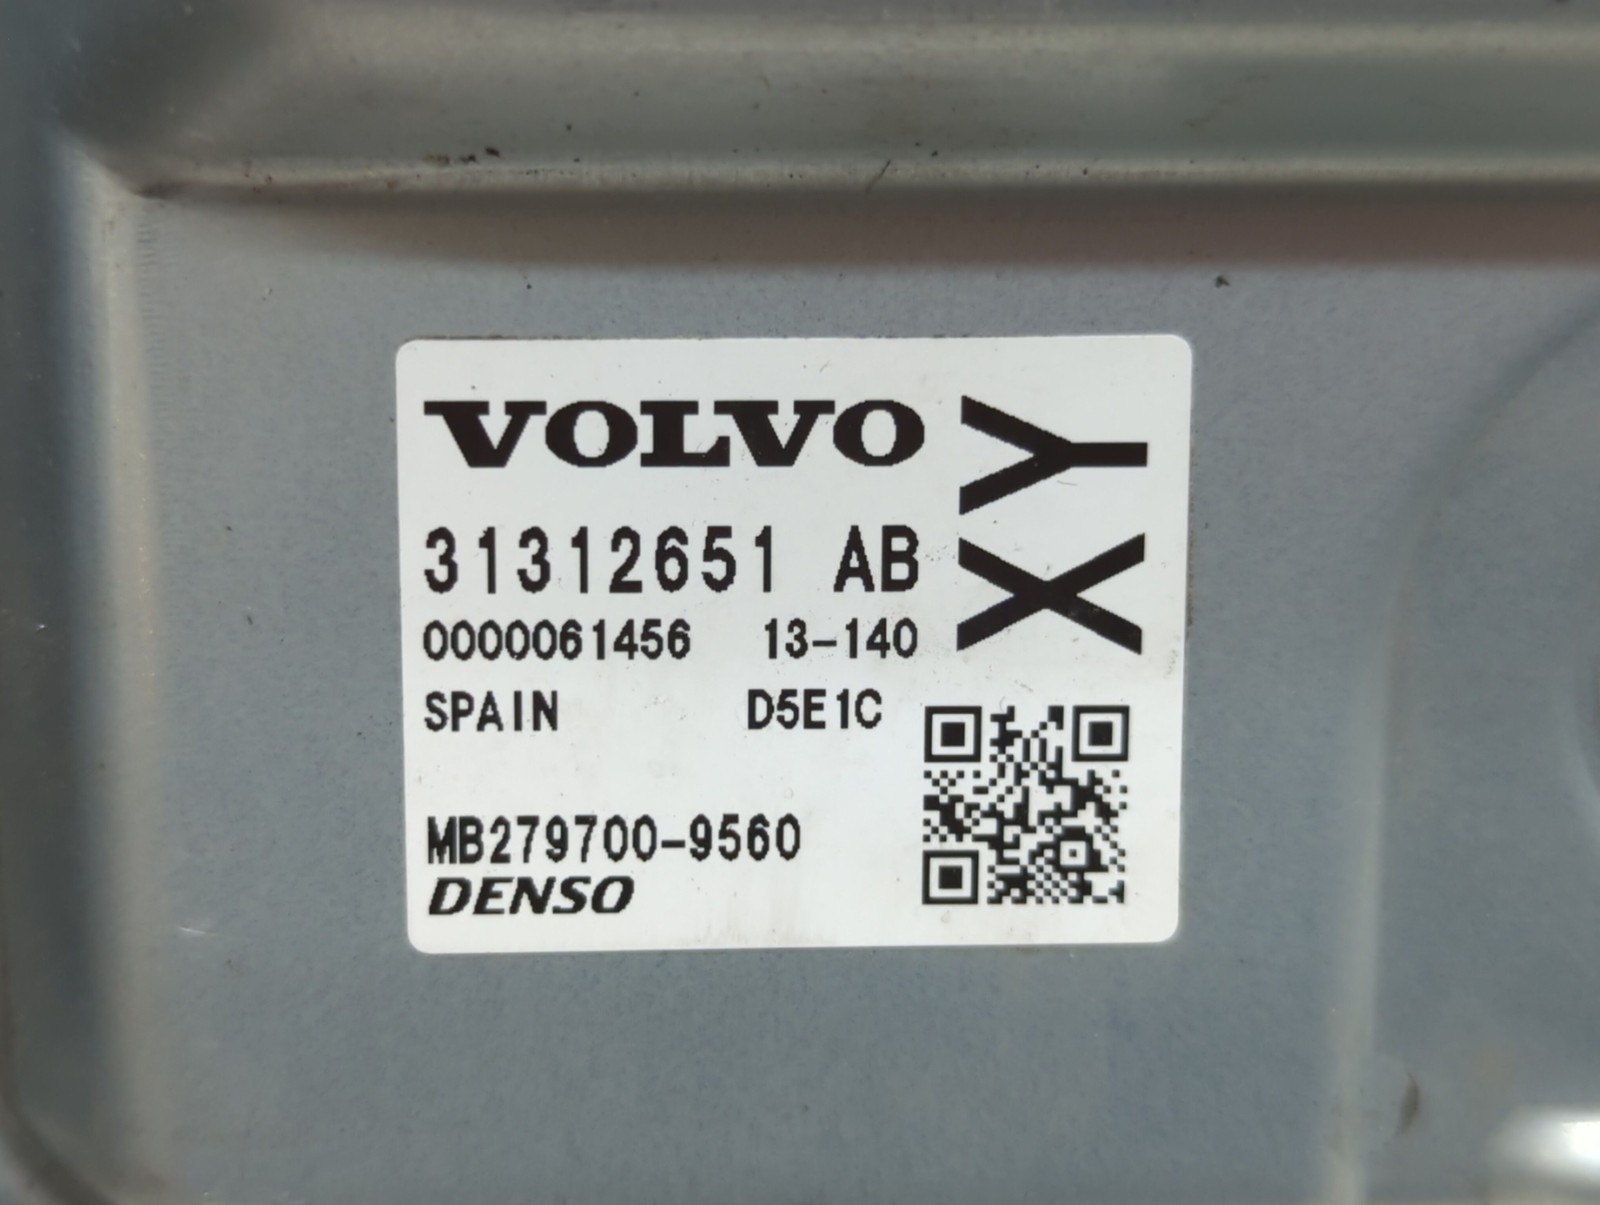 VOLVO
31312651 AB
0000061456 13-140
SPAIN D5E1C
MB279700-9560
DENSO
XY